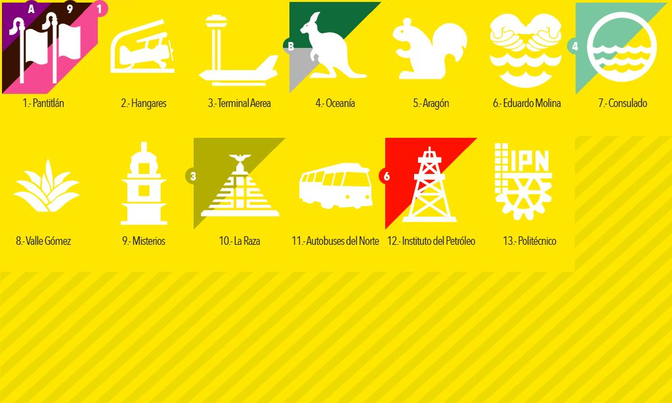 A 9 1
B
4
1.- Pantitlán 2.- Hangares 3.- Terminal Aerea 4.- Oceanía 5.- Aragón 6.- Eduardo Molina 7.- Consulado
IPN
3
6
8.- Valle Gómez 9.- Misterios 10.- La Raza 11.- Autobuses del Norte 12.- Instituto del Petróleo 13.- Politécnico